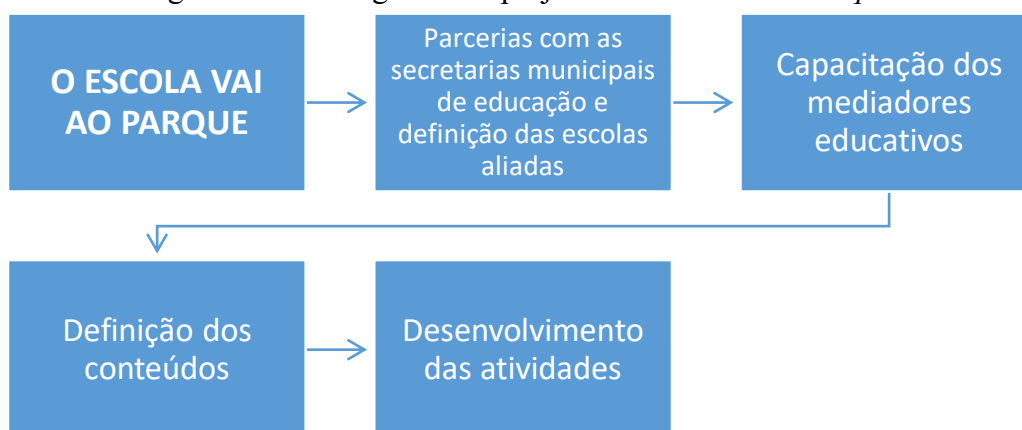 O ESCOLA VAI
AO PARQUE
Parcerias com as
secretarias municipais
de educação e
definição das escolas
aliadas
Capacitação dos
mediadores
educativos
Definição dos
conteúdos
Desenvolvimento
das atividades